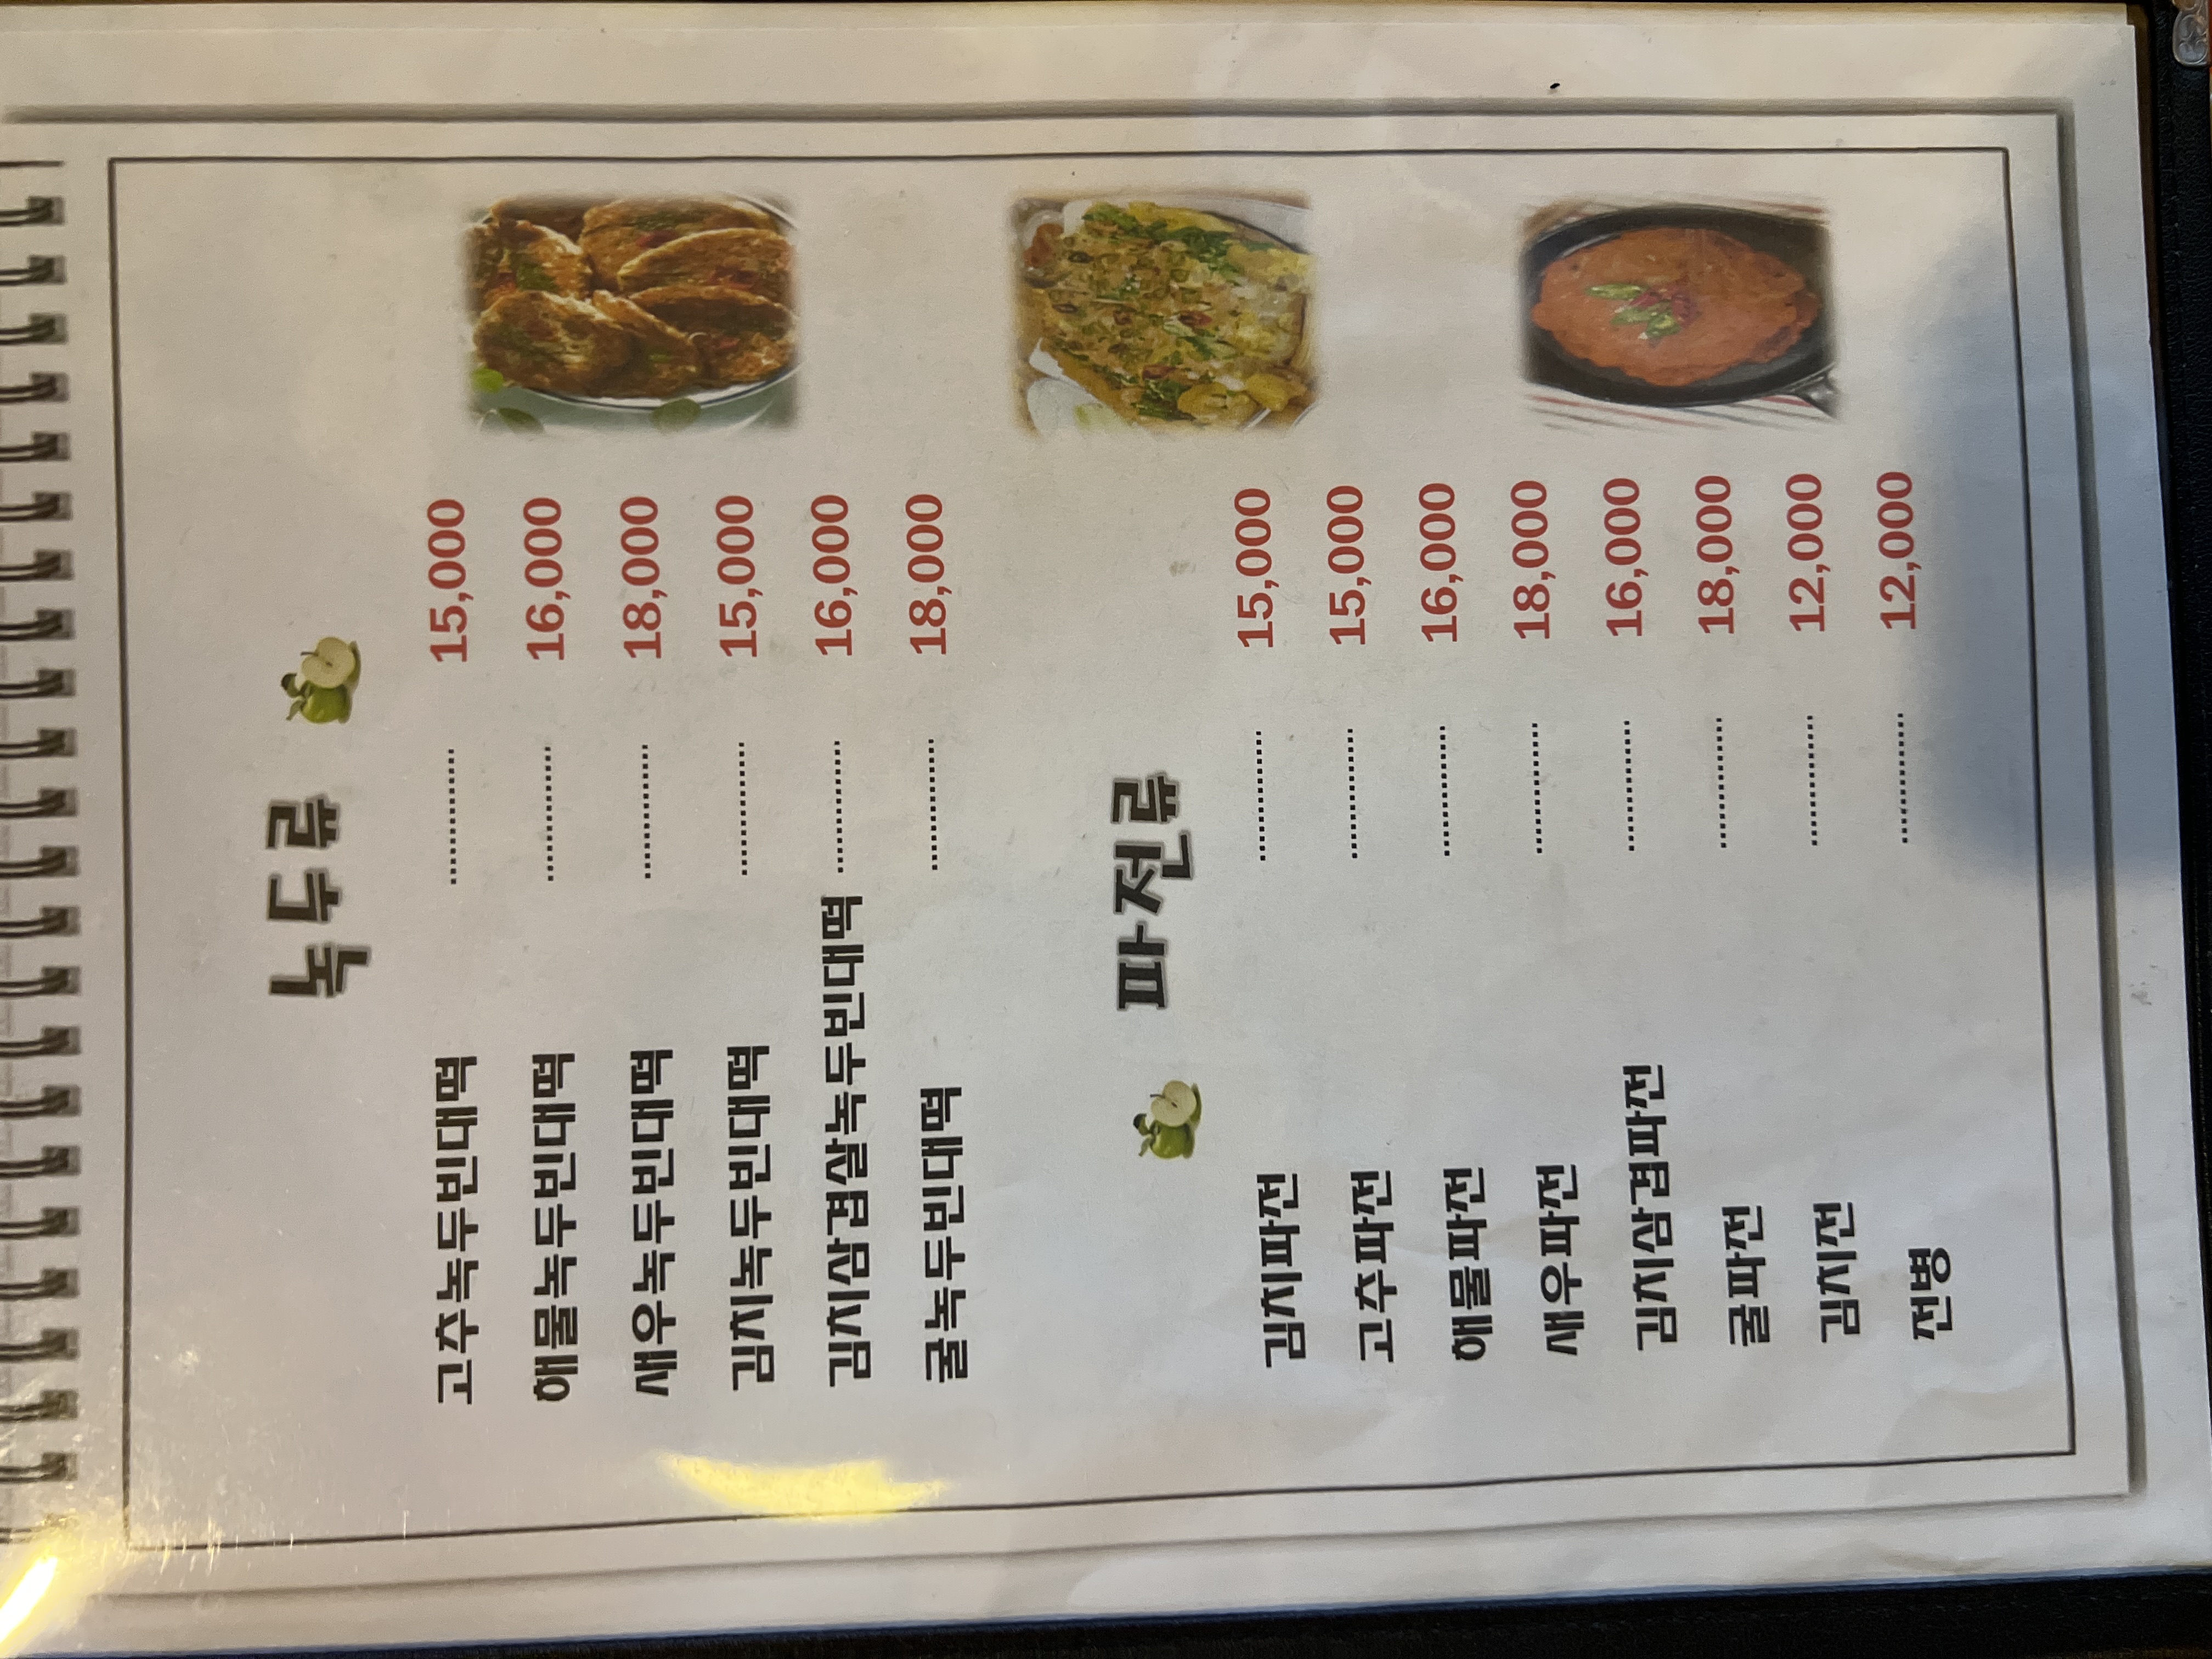 녹두류
고추녹두빈대떡 ·············· 15,000
해물녹두빈대떡 ·············· 16,000
새우녹두빈대떡 ·············· 18,000
김치녹두빈대떡 ·············· 15,000
김치삼겹살녹두빈대떡 ·············· 16,000
굴녹두빈대떡 ·············· 18,000
파전류
김치파전 ·············· 15,000
고추파전 ·············· 15,000
해물파전 ·············· 16,000
새우파전 ·············· 18,000
김치삼겹파전 ·············· 16,000
굴파전 ·············· 18,000
김치전 ·············· 12,000
전병 ·············· 12,000